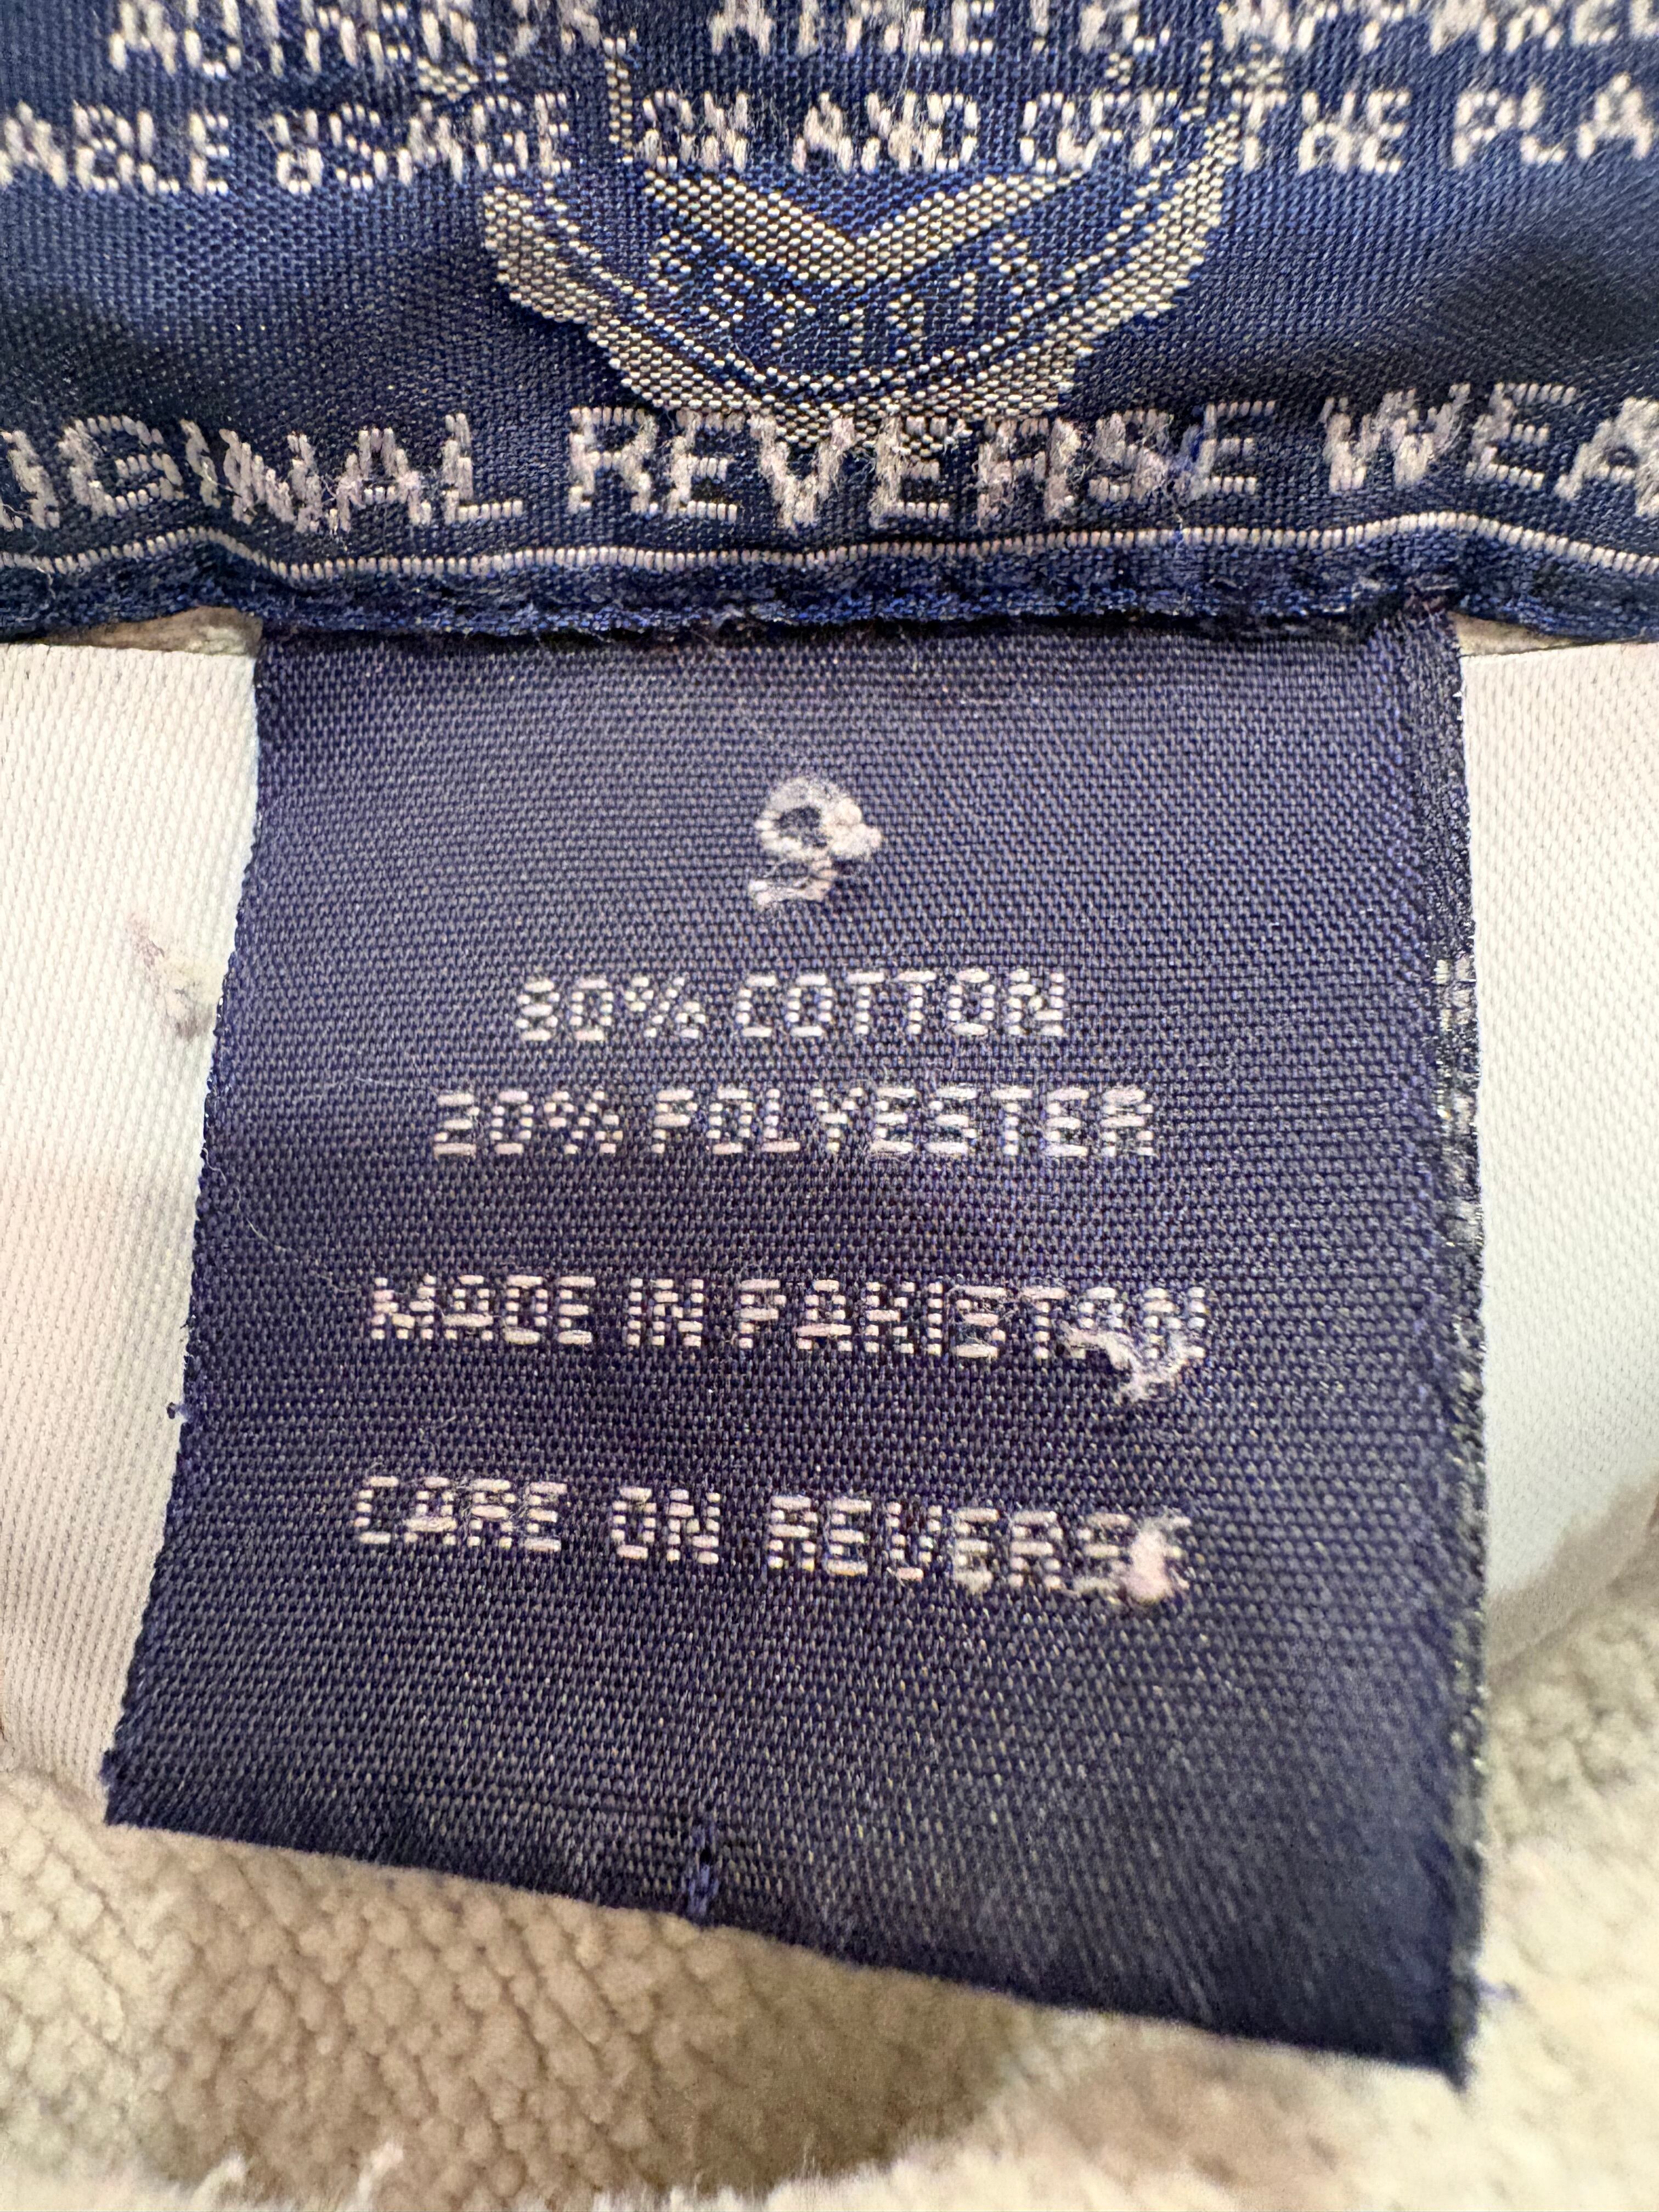 AUTHENTIC ATHLETIC APPAREL
ABLE USAGE ON AND OFF THE PLA
IGINAL REVERSE WEA
S
80% COTTON
20% POLYESTER
MADE IN PAKISTAN
CARE ON REVERSE